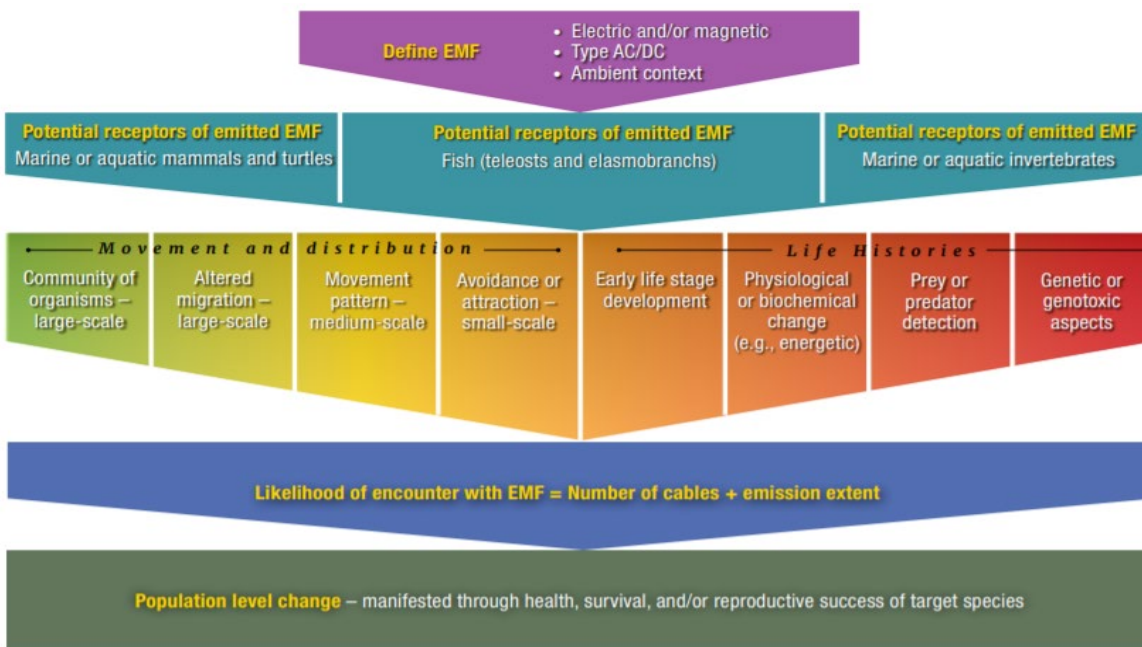 Define EMF
• Electric and/or magnetic
• Type AC/DC
• Ambient context
Potential receptors of emitted EMF
Marine or aquatic mammals and turtles
Potential receptors of emitted EMF
Fish (teleosts and elasmobranchs)
Potential receptors of emitted EMF
Marine or aquatic invertebrates
Movement and distribution
Life Histories
Community of
organisms –
large-scale
Altered
migration –
large-scale
Movement
pattern –
medium-scale
Avoidance or
attraction –
small-scale
Early life stage
development
Physiological
or biochemical
change
(e.g., energetic)
Prey or
predator
detection
Genetic or
genotoxic
aspects
Likelihood of encounter with EMF = Number of cables + emission extent
Population level change – manifested through health, survival, and/or reproductive success of target species